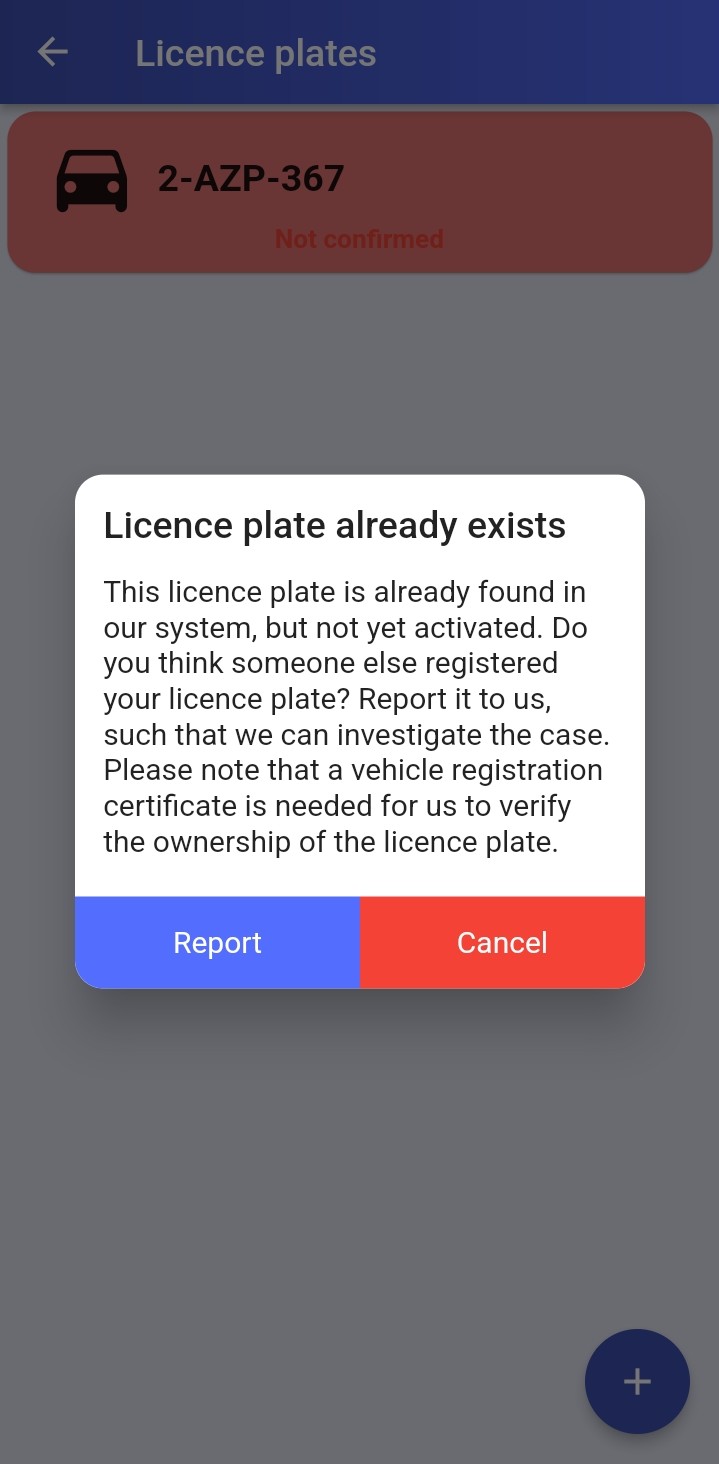 Licence plates
2-AZP-367
Not confirmed
Licence plate already exists
This licence plate is already found in
our system, but not yet activated. Do
you think someone else registered
your licence plate? Report it to us,
such that we can investigate the case.
Please note that a vehicle registration
certificate is needed for us to verify
the ownership of the licence plate.
Report
Cancel